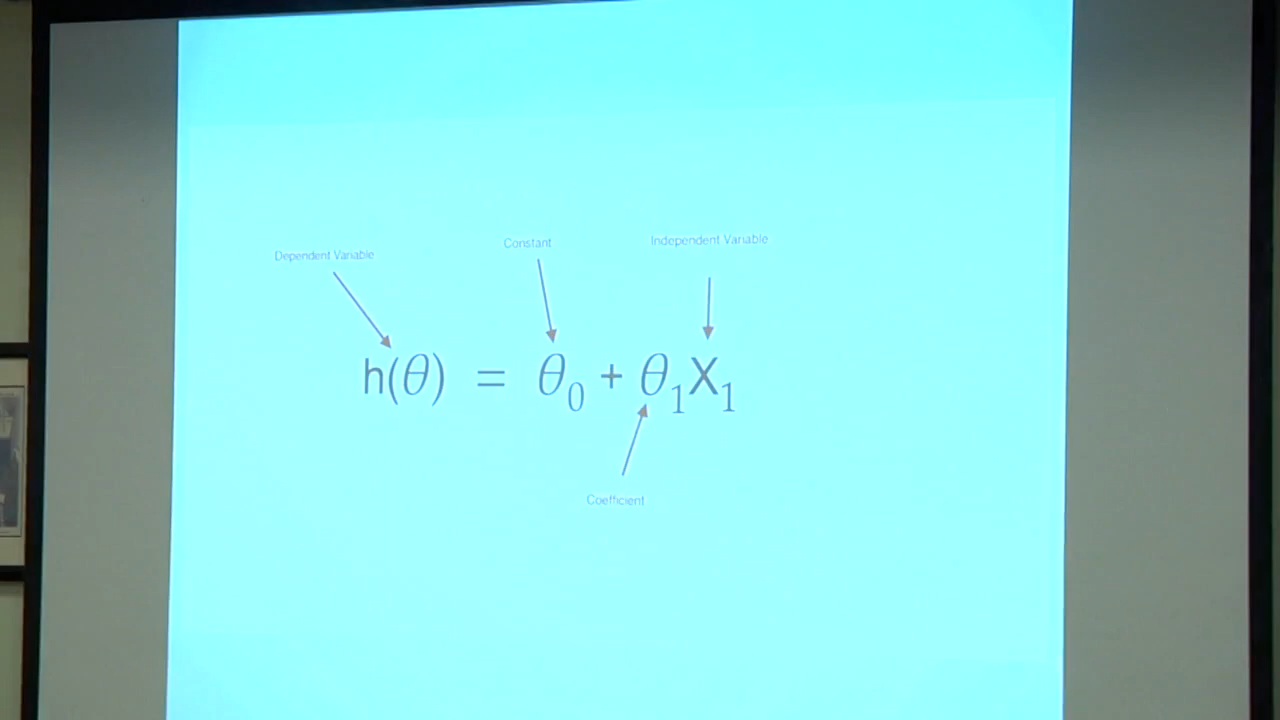 Dependent Variable
Constant
Independent Variable
h(θ) = θ₀ + θ₁X₁
Coefficient